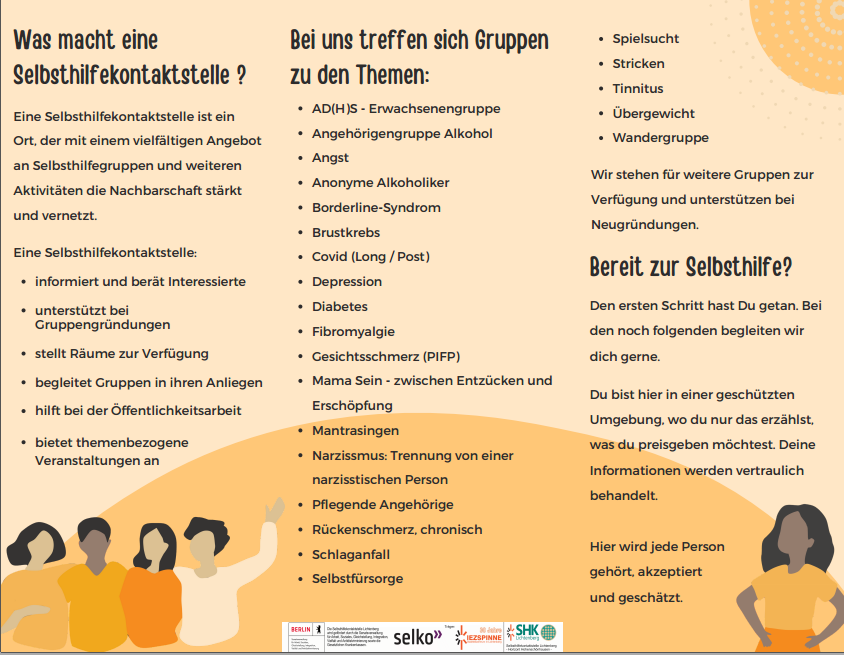 Was macht eine
Selbsthilfekontaktstelle ?
Eine Selbsthilfekontaktstelle ist ein
Ort, der mit einem vielfältigen Angebot
an Selbsthilfegruppen und weiteren
Aktivitäten die Nachbarschaft stärkt
und vernetzt.
Eine Selbsthilfekontaktstelle:
• informiert und berät Interessierte
• unterstützt bei
Gruppengründungen
• stellt Räume zur Verfügung
• begleitet Gruppen in ihren Anliegen
• hilft bei der Öffentlichkeitsarbeit
• bietet themenbezogene
Veranstaltungen an
Bei uns treffen sich Gruppen
zu den Themen:
• AD(H)S - Erwachsenengruppe
• Angehörigengruppe Alkohol
• Angst
• Anonyme Alkoholiker
• Borderline-Syndrom
• Brustkrebs
• Covid (Long / Post)
• Depression
• Diabetes
• Fibromyalgie
• Gesichtsschmerz (PIFP)
• Mama Sein - zwischen Entzücken und
Erschöpfung
• Mantrasingen
• Narzissmus: Trennung von einer
narzisstischen Person
• Pflegende Angehörige
• Rückenschmerz, chronisch
• Schlaganfall
• Selbstfürsorge
BERLIN
selko
Träger:
30 Jahre
KIEZSPINNE
SHK
Lichtenberg
• Spielsucht
• Stricken
• Tinnitus
• Übergewicht
• Wandergruppe
Wir stehen für weitere Gruppen zur
Verfügung und unterstützen bei
Neugründungen.
Bereit zur Selbsthilfe?
Den ersten Schritt hast Du getan. Bei
den noch folgenden begleiten wir
dich gerne.
Du bist hier in einer geschützten
Umgebung, wo du nur das erzählst,
was du preisgeben möchtest. Deine
Informationen werden vertraulich
behandelt.
Hier wird jede Person
gehört, akzeptiert
und geschätzt.